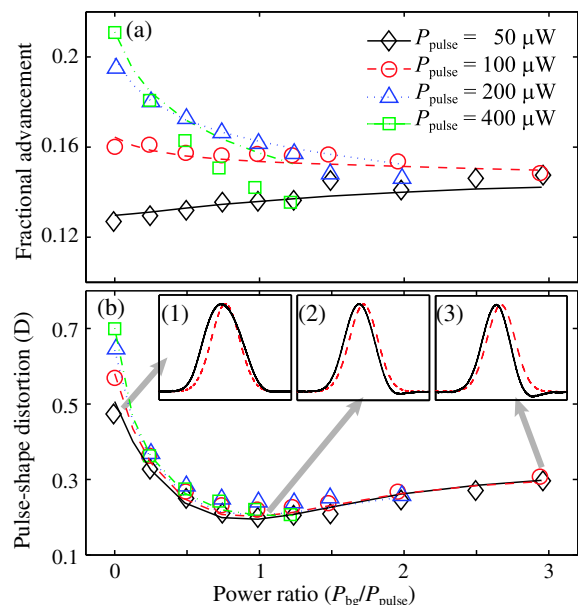 (a)
0.2
0.16
0.12
Fractional advancement
P_pulse = 50 μW
P_pulse = 100 μW
P_pulse = 200 μW
P_pulse = 400 μW
(b)
0.7
0.5
0.3
0.1
Pulse-shape distortion (D)
(1)
(2)
(3)
0 1 2 3
Power ratio (P_bg/P_pulse)